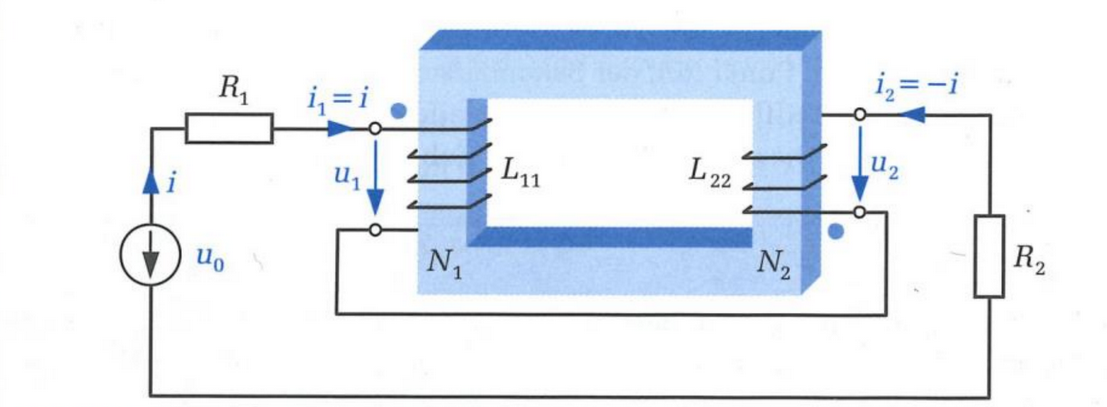 R₁
i₁ = i
i₂ = −i
i
u₁
L₁₁
L₂₂
u₂
u₀
N₁
N₂
R₂